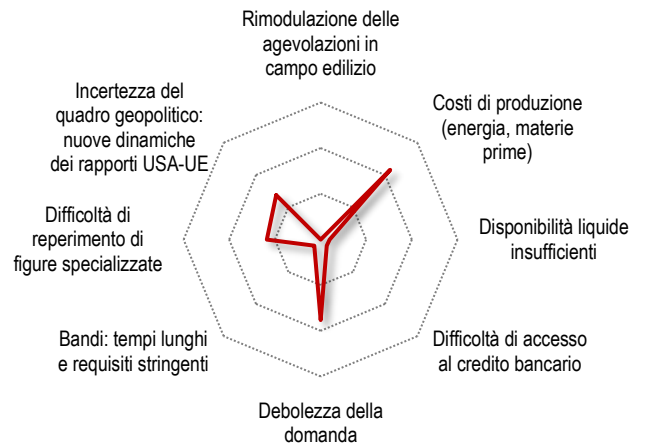 Rimodulazione delle
agevolazioni in
campo edilizio
Costi di produzione
(energia, materie
prime)
Disponibilità liquide
insufficienti
Difficoltà di accesso
al credito bancario
Debolezza della
domanda
Bandi: tempi lunghi
e requisiti stringenti
Difficoltà di
reperimento di
figure specializzate
Incertezza del
quadro geopolitico:
nuove dinamiche
dei rapporti USA-UE